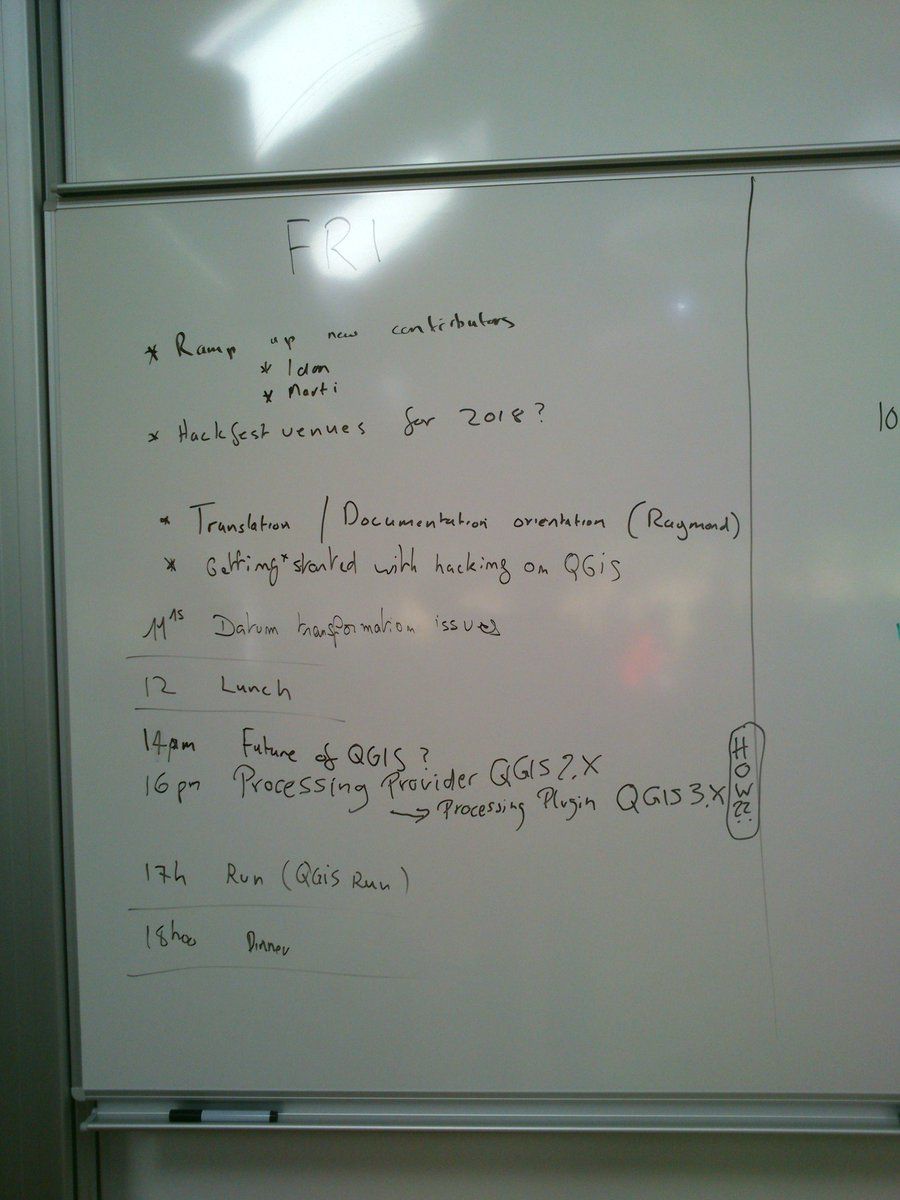 FRI
* Ramp up new contributors
* Idan
* Marti
* Hackfest venues for 2018?
* Translation / Documentation orientation (Raymond)
* Getting* started with hacking on QGIS
11 15 Datum transformation issues
12 Lunch
14pm Future of QGIS?
16pm Processing Provider QGIS 2.X
→ Processing Plugin QGIS 3.X
HOW??
17h Run (QGIS Run)
18h00 Dinner
10